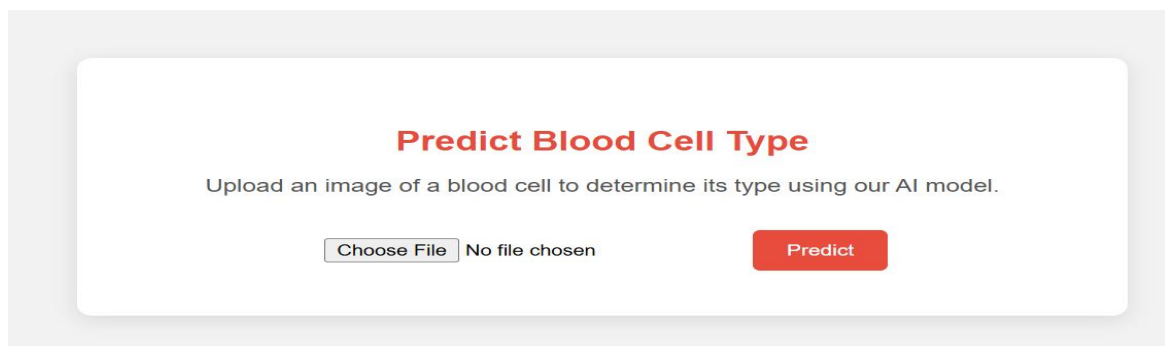 Predict Blood Cell Type
Upload an image of a blood cell to determine its type using our AI model.
Choose File No file chosen Predict